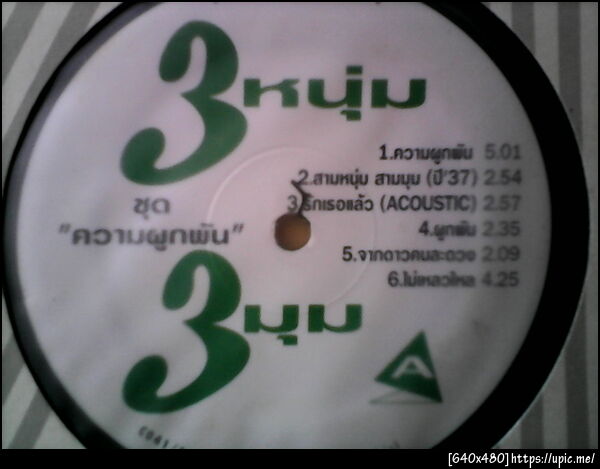 3หนุ่ม
1.ความผูกพัน 5.01
2.สามหนุ่ม สามมุม (ปี'37) 2.54
3.รักเธอแล้ว (ACOUSTIC) 2.57
ชุด
"ความผูกพัน"
4.ผูกพัน 2.35
5.จากดาวคนละดวง 2.09
6.ไม่เหลวไหล 4.25
3มุม
A
[640x480]https://upic.me/